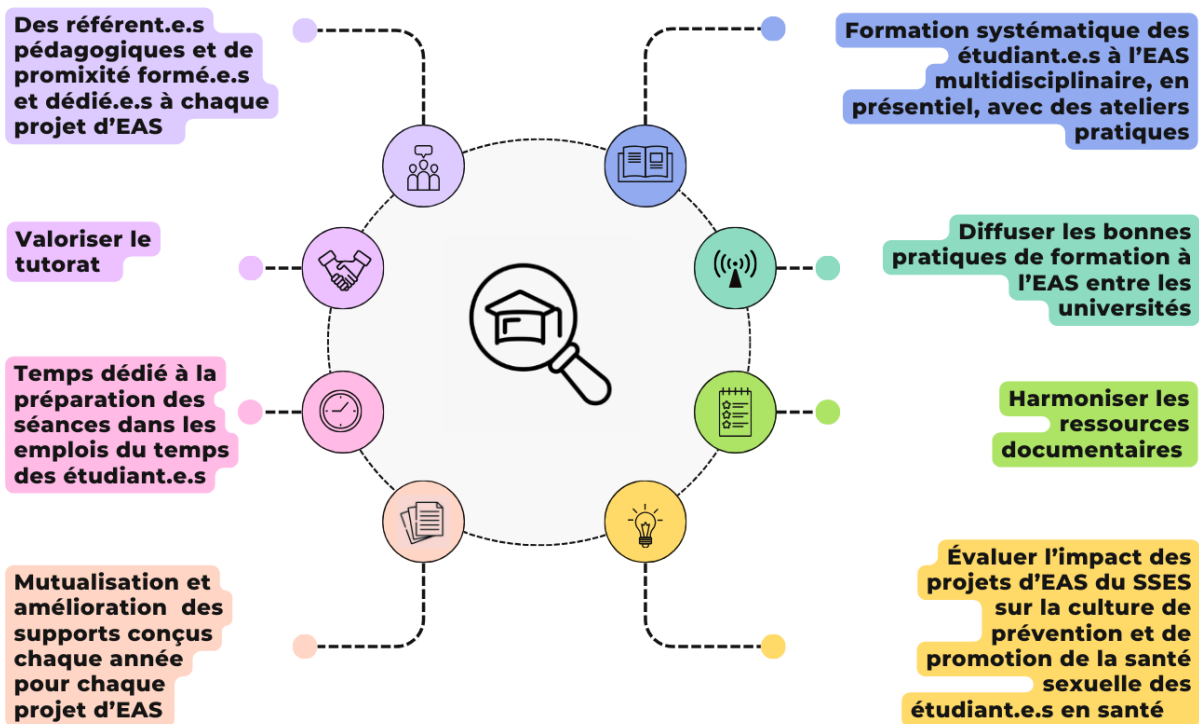 Des référent.e.s
pédagogiques et de
promixité formé.e.s
et dédié.e.s à chaque
projet d'EAS
Formation systématique des
étudiant.e.s à l'EAS
multidisciplinaire, en
présentiel, avec des ateliers
pratiques
Valoriser le
tutorat
Diffuser les bonnes
pratiques de formation à
l'EAS entre les
universités
Temps dédié à la
préparation des
séances dans les
emplois du temps
des étudiant.e.s
Harmoniser les
ressources
documentaires
Mutualisation et
amélioration des
supports conçus
chaque année
pour chaque
projet d'EAS
Évaluer l'impact des
projets d'EAS du SSES
sur la culture de
prévention et de
promotion de la santé
sexuelle des
étudiant.e.s en santé